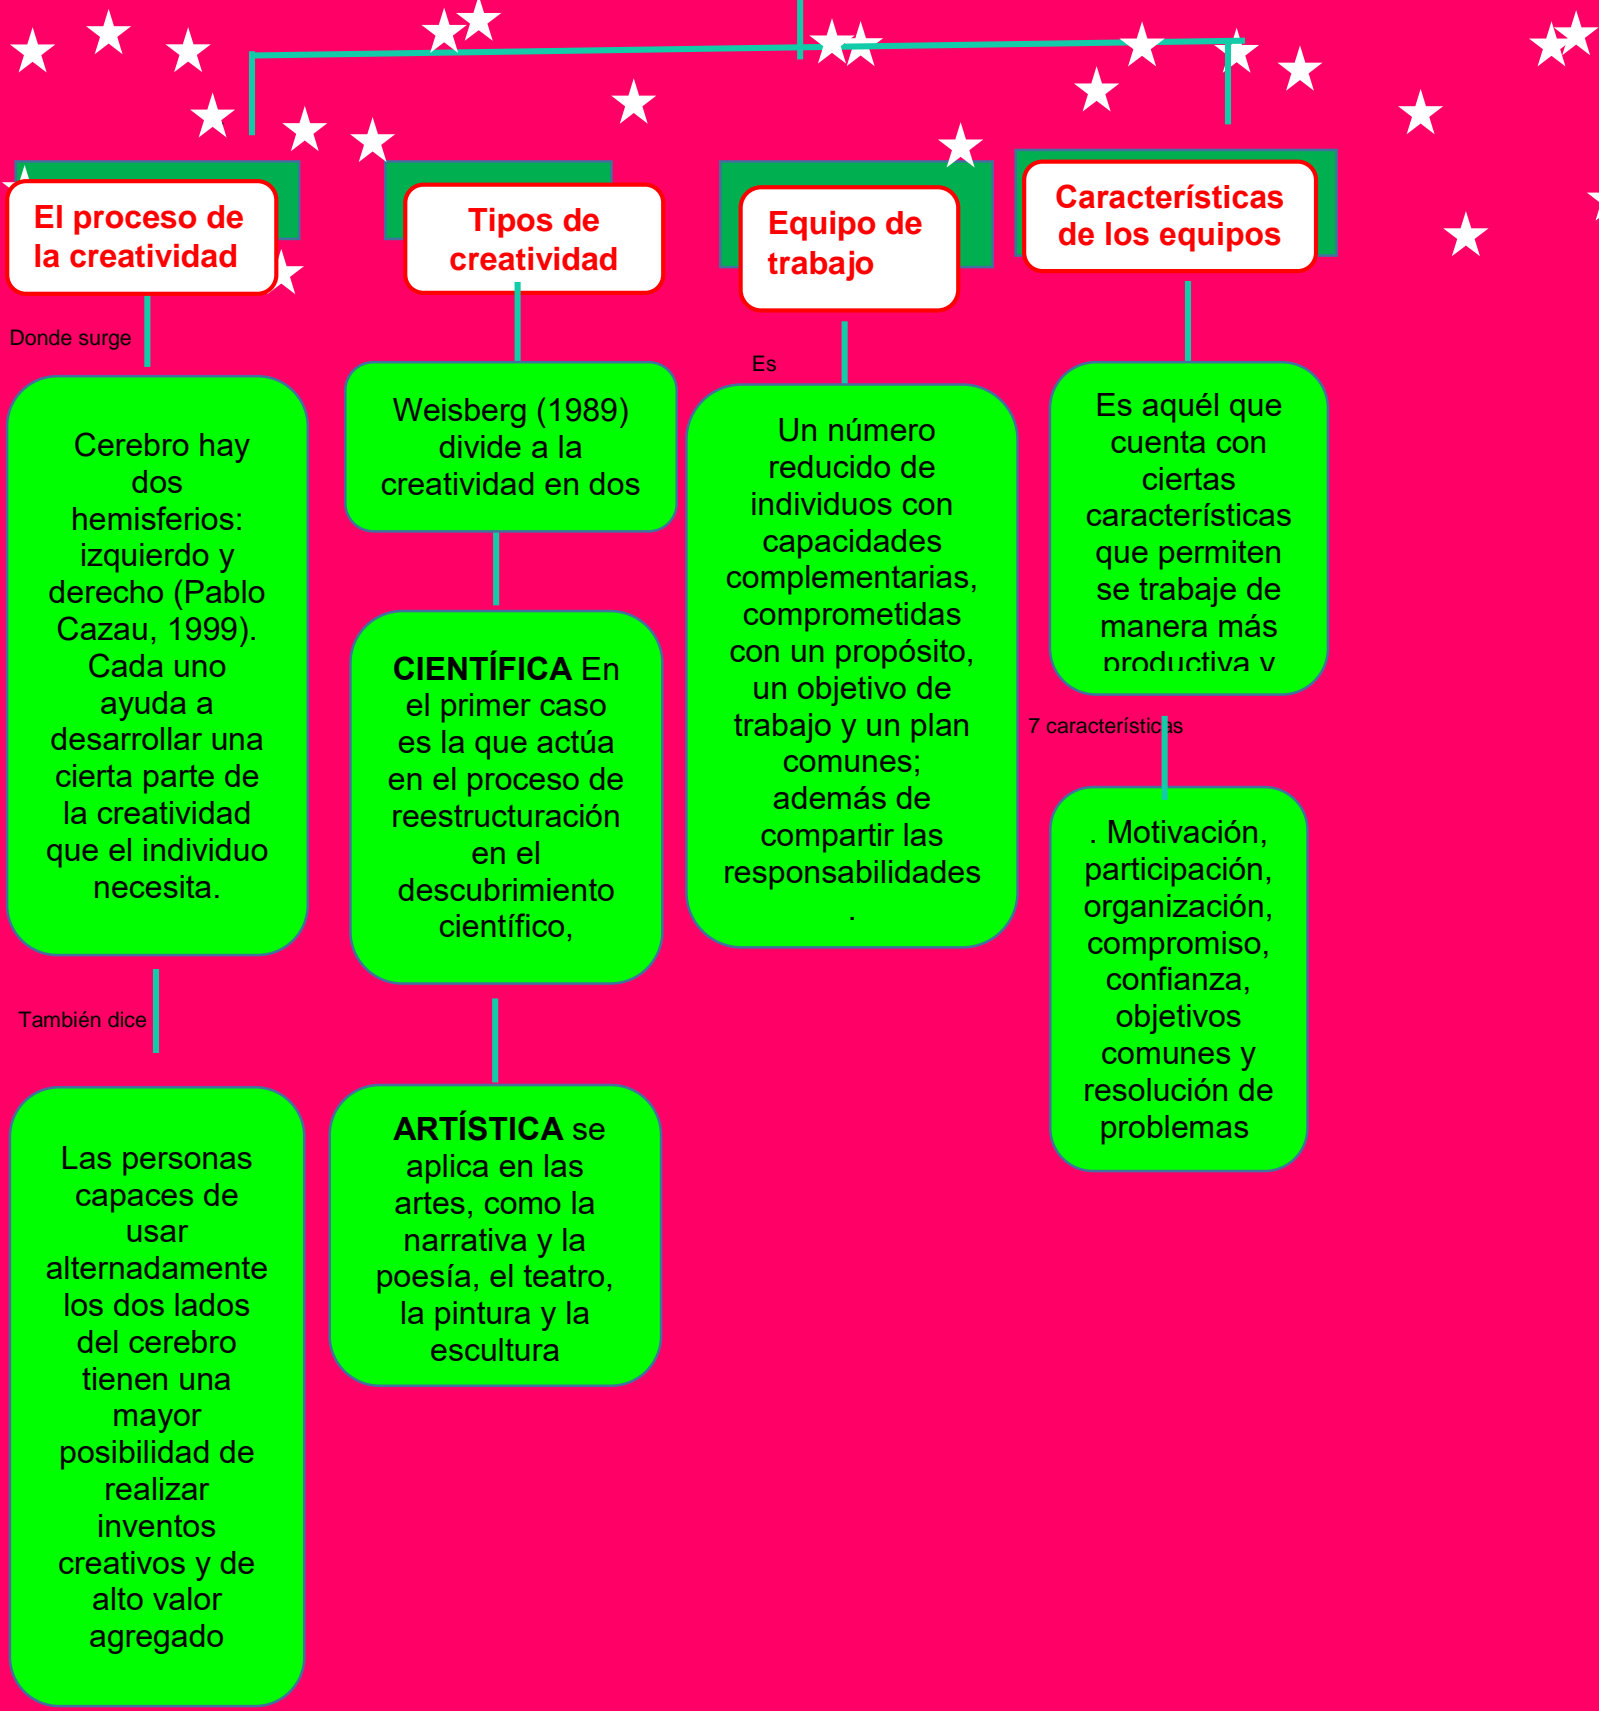 El proceso de
la creatividad
Donde surge
Cerebro hay
dos
hemisferios:
izquierdo y
derecho (Pablo
Cazau, 1999).
Cada uno
ayuda a
desarrollar una
cierta parte de
la creatividad
que el individuo
necesita.
También dice
Las personas
capaces de
usar
alternadamente
los dos lados
del cerebro
tienen una
mayor
posibilidad de
realizar
inventos
creativos y de
alto valor
agregado
Tipos de
creatividad
Weisberg (1989)
divide a la
creatividad en dos
CIENTÍFICA En
el primer caso
es la que actúa
en el proceso de
reestructuración
en el
descubrimiento
científico,
ARTÍSTICA se
aplica en las
artes, como la
narrativa y la
poesía, el teatro,
la pintura y la
escultura
Equipo de
trabajo
Es
Un número
reducido de
individuos con
capacidades
complementarias,
comprometidas
con un propósito,
un objetivo de
trabajo y un plan
comunes;
además de
compartir las
responsabilidades
.
Características
de los equipos
Es aquél que
cuenta con
ciertas
características
que permiten
se trabaje de
manera más
productiva y
7 características
. Motivación,
participación,
organización,
compromiso,
confianza,
objetivos
comunes y
resolución de
problemas